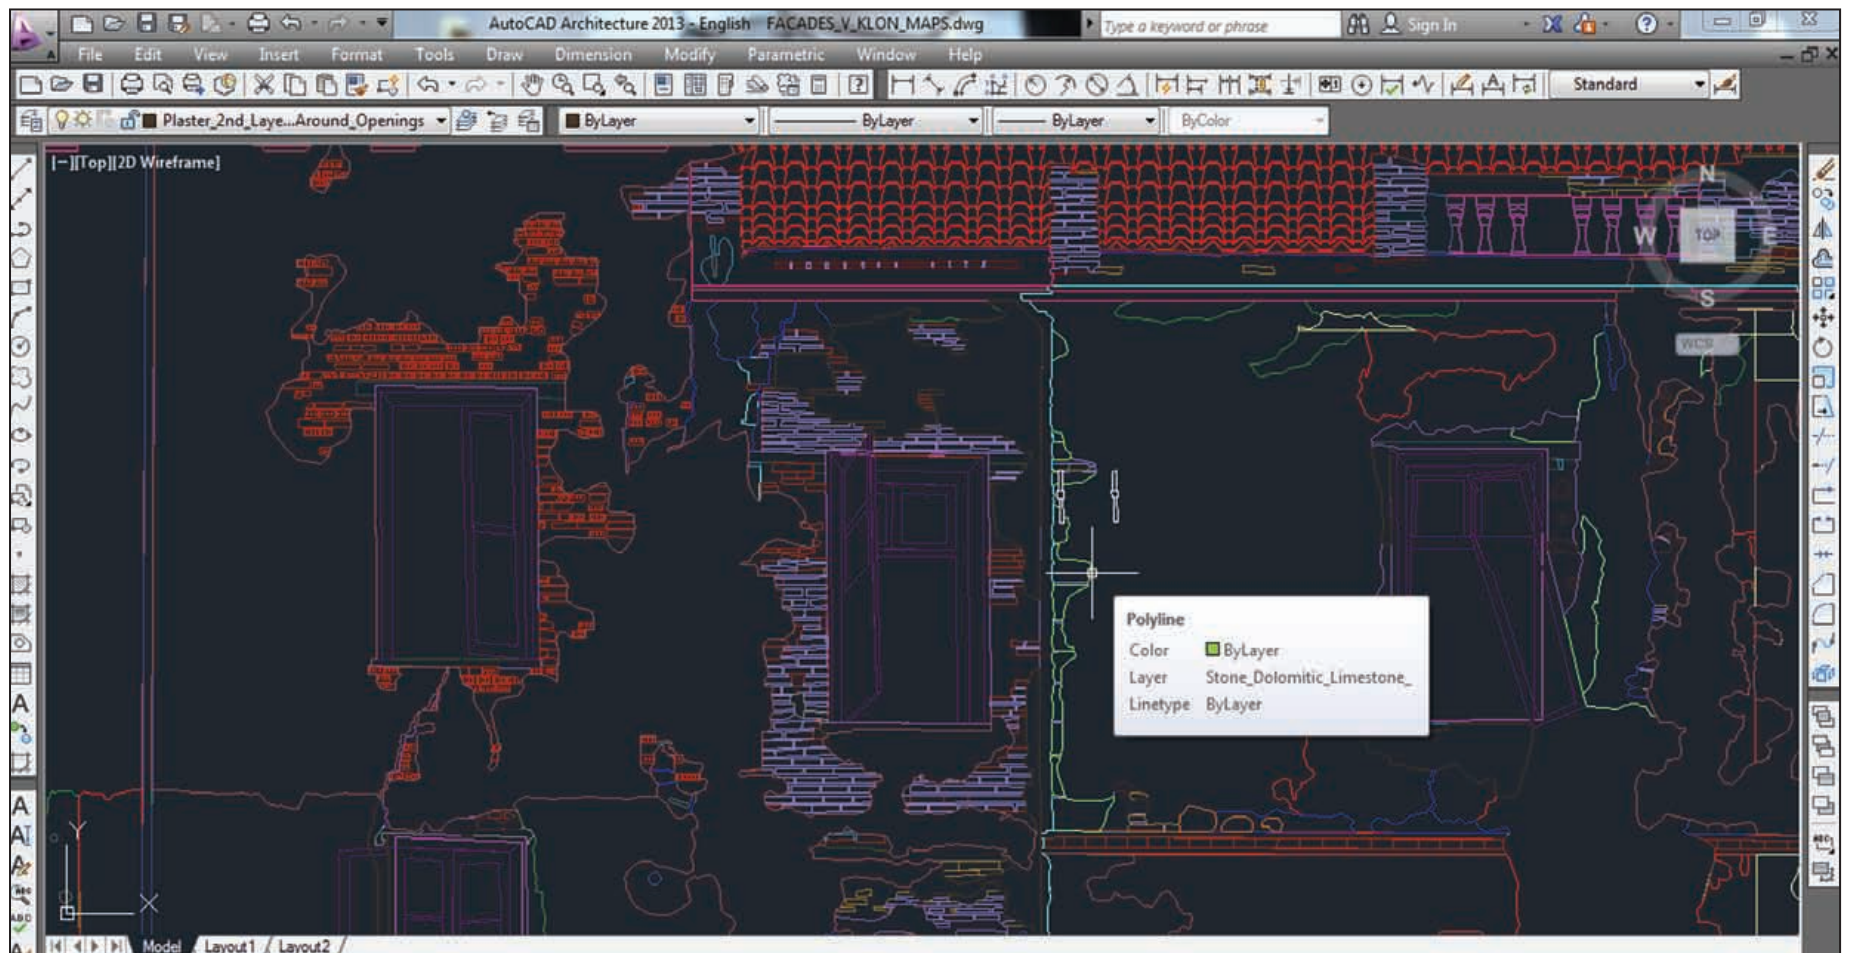 AutoCAD Architecture 2013 - English FACADES_V_KLON_MAPS.dwg
Type a keyword or phrase
Sign In
File Edit View Insert Format Tools Draw Dimension Modify Parametric Window Help
Standard
Plaster_2nd_Laye...Around_Openings
ByLayer
ByLayer
ByLayer
ByColor
[−][Top][2D Wireframe]
N
W TOP E
S
WCS
Polyline
Color ByLayer
Layer Stone_Dolomitic_Limestone_
Linetype ByLayer
Y
X
Model Layout1 Layout2